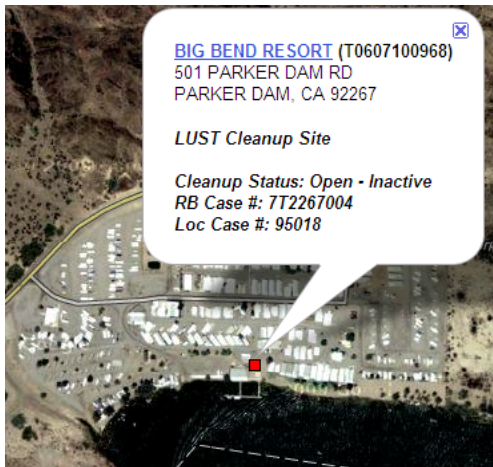 BIG BEND RESORT (T0607100968)
501 PARKER DAM RD
PARKER DAM, CA 92267
LUST Cleanup Site
Cleanup Status: Open - Inactive
RB Case #: 7T2267004
Loc Case #: 95018